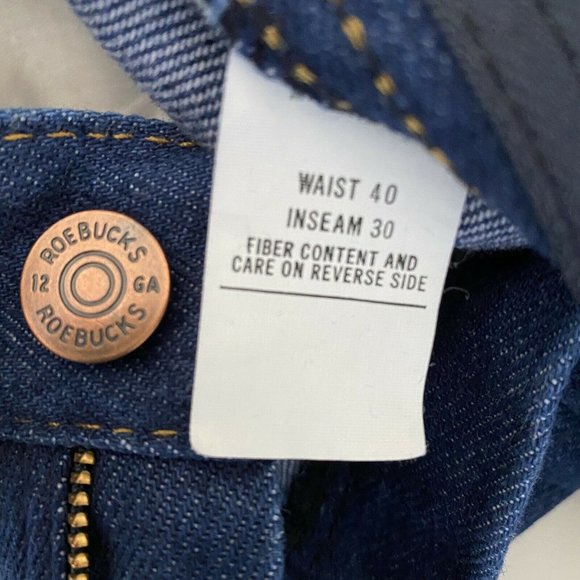 ROEBUCKS
12 GA
ROEBUCKS
WAIST 40
INSEAM 30
FIBER CONTENT AND
CARE ON REVERSE SIDE